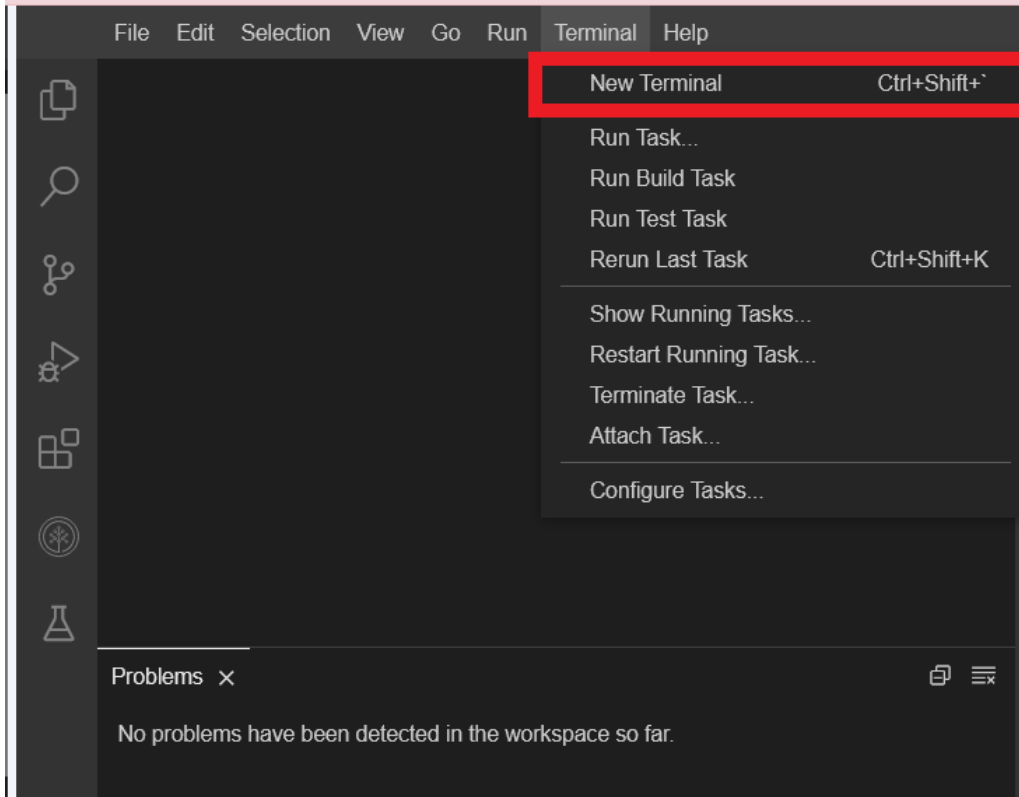 File Edit Selection View Go Run Terminal Help
New Terminal Ctrl+Shift+`
Run Task...
Run Build Task
Run Test Task
Rerun Last Task Ctrl+Shift+K
Show Running Tasks...
Restart Running Task...
Terminate Task...
Attach Task...
Configure Tasks...
Problems
No problems have been detected in the workspace so far.